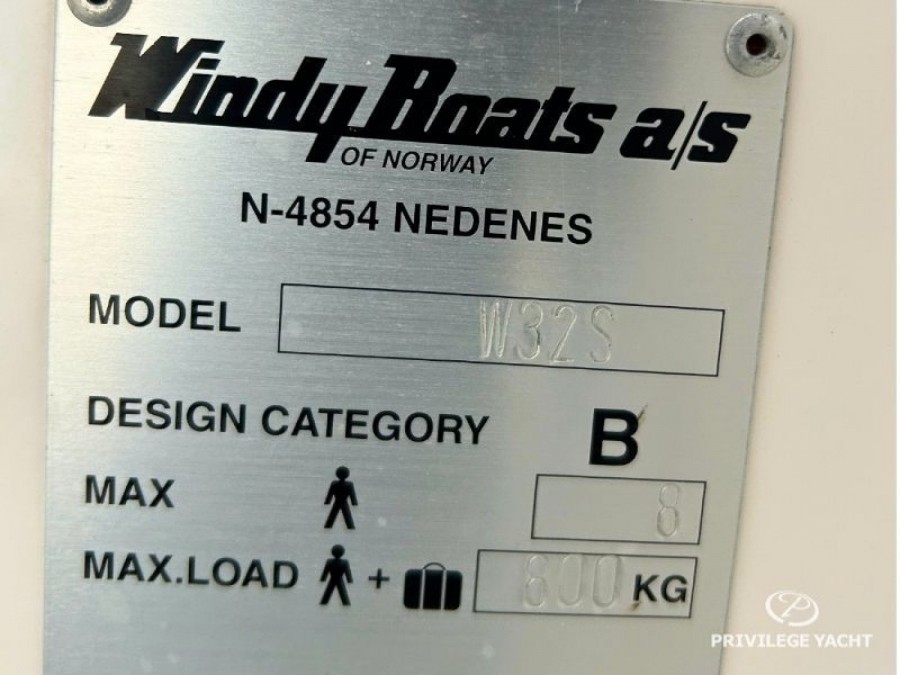 Windy Boats a/s
OF NORWAY
N-4854 NEDENES
MODEL W32S
DESIGN CATEGORY B
MAX 8
MAX.LOAD + 800 KG
PRIVILEGE YACHT